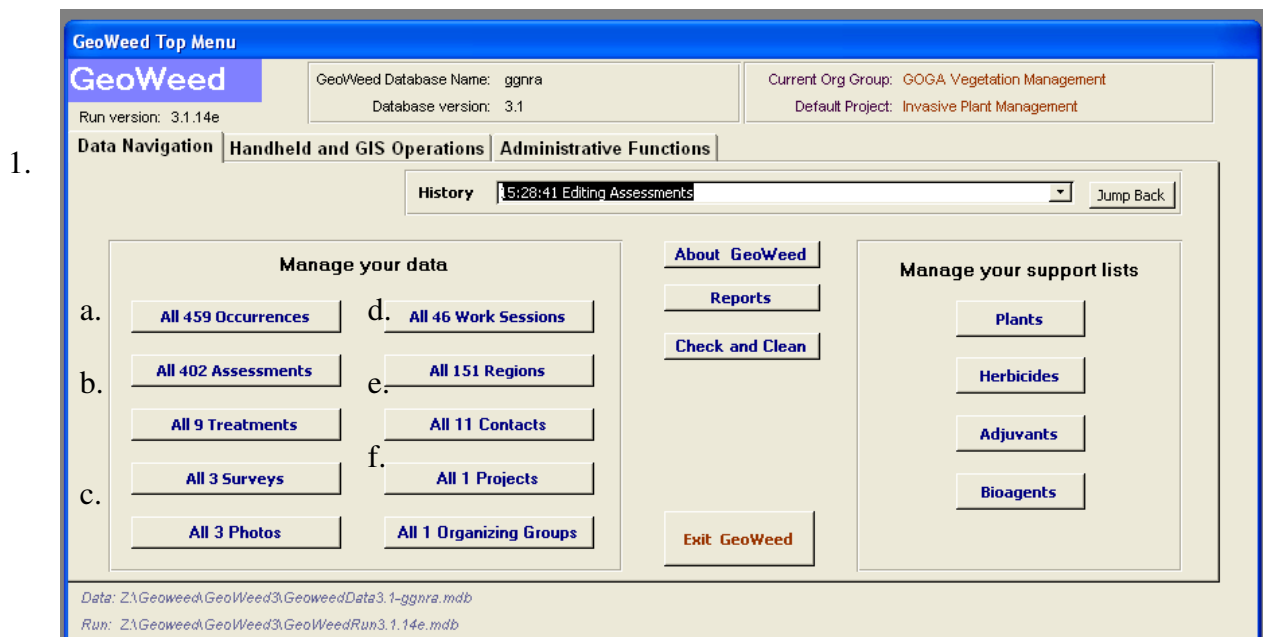 GeoWeed Top Menu
GeoWeed
Run version: 3.1.14e
GeoWeed Database Name: ggnra
Database version: 3.1
Current Org Group: GOGA Vegetation Management
Default Project: Invasive Plant Management
1.
Data Navigation Handheld and GIS Operations Administrative Functions
History 15:28:41 Editing Assessments Jump Back
Manage your data
a. All 459 Occurrences d. All 46 Work Sessions
b. All 402 Assessments e. All 151 Regions
All 9 Treatments All 11 Contacts
f.
All 3 Surveys All 1 Projects
c.
All 3 Photos All 1 Organizing Groups
About GeoWeed
Reports
Check and Clean
Exit GeoWeed
Manage your support lists
Plants
Herbicides
Adjuvants
Bioagents
Data: Z:\Geoweed\GeoWeed3\GeoweedData3.1-ggnra.mdb
Run: Z:\Geoweed\GeoWeed3\GeoWeedRun3.1.14e.mdb